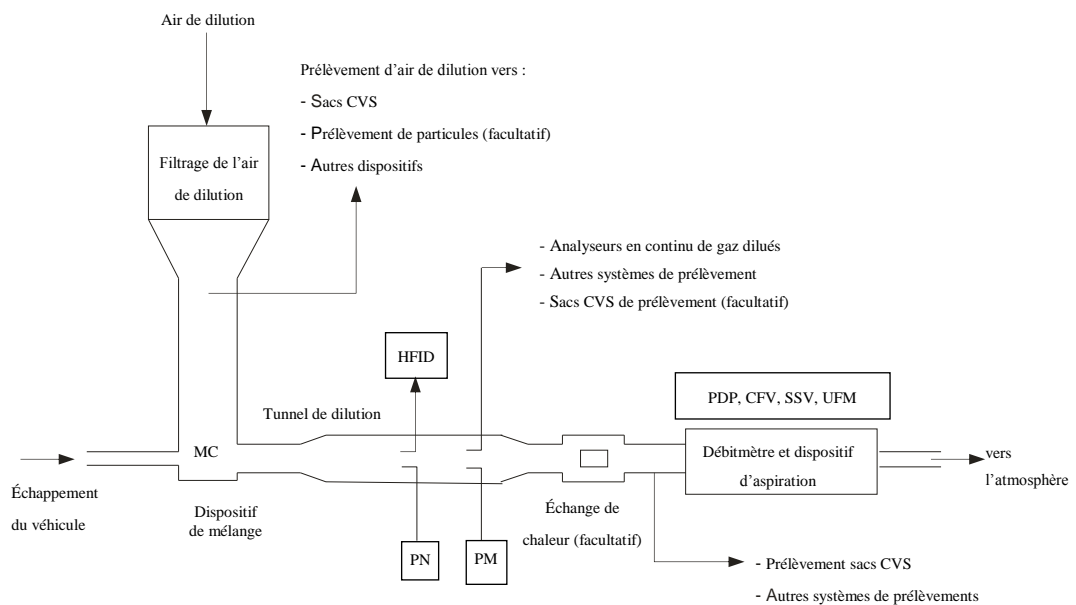 Air de dilution
Prélèvement d'air de dilution vers :
- Sacs CVS
- Prélèvement de particules (facultatif)
- Autres dispositifs
Filtrage de l'air
de dilution
- Analyseurs en continu de gaz dilués
- Autres systèmes de prélèvement
- Sacs CVS de prélèvement (facultatif)
HFID
PDP, CFV, SSV, UFM
Tunnel de dilution
MC
Débitmètre et dispositif
d'aspiration
vers
l'atmosphère
Échappement
du véhicule
Dispositif
de mélange
Échange de
chaleur (facultatif)
PN
PM
- Prélèvement sacs CVS
- Autres systèmes de prélèvements